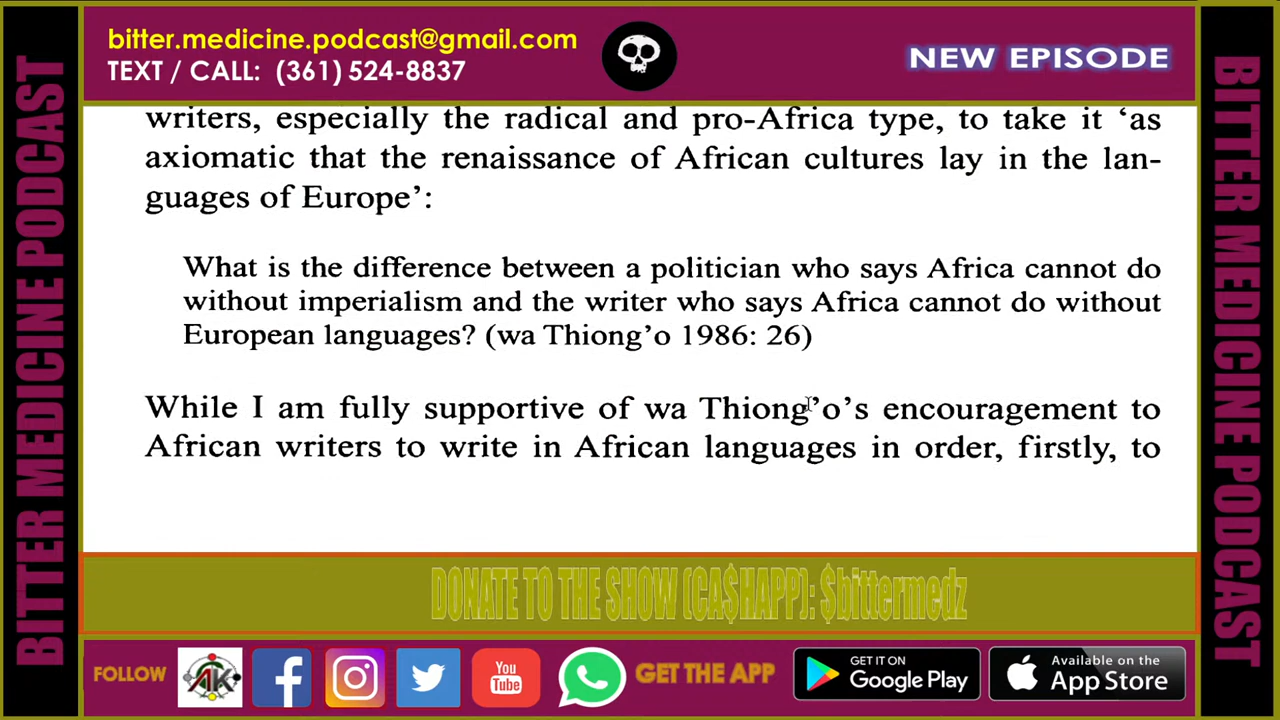 bitter.medicine.podcast@gmail.com
TEXT / CALL: (361) 524-8837
NEW EPISODE
BITTER MEDICINE PODCAST
BITTER MEDICINE PODCAST
writers, especially the radical and pro-Africa type, to take it ‘as
axiomatic that the renaissance of African cultures lay in the lan-
guages of Europe’:
What is the difference between a politician who says Africa cannot do
without imperialism and the writer who says Africa cannot do without
European languages? (wa Thiong’o 1986: 26)
While I am fully supportive of wa Thiong’o’s encouragement to
African writers to write in African languages in order, firstly, to
DONATE TO THE SHOW (CA$HAPP): $bittermedz
FOLLOW
ATK
You
Tube
GET THE APP
GET IT ON
Google Play
Available on the
App Store